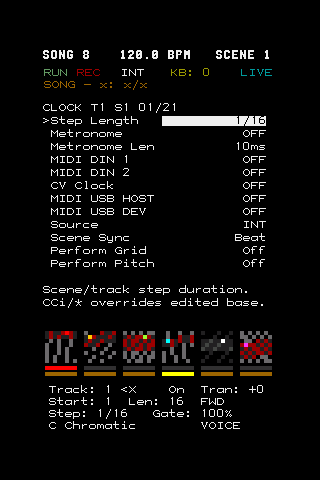 SONG 8 120.0 BPM SCENE 1
RUN REC INT KB: 0 LIVE
SONG - x: x/x
CLOCK T1 S1 01/21
>Step Length 1/16
Metronome OFF
Metronome Len 10ms
MIDI DIN 1 OFF
MIDI DIN 2 OFF
CV Clock OFF
MIDI USB HOST OFF
MIDI USB DEV OFF
Source INT
Scene Sync Beat
Perform Grid Off
Perform Pitch Off
Scene/track step duration.
CCi/* overrides edited base.
Track: 1 <X On Tran: +0
Start: 1 Len: 16 FWD
Step: 1/16 Gate: 100%
C Chromatic VOICE